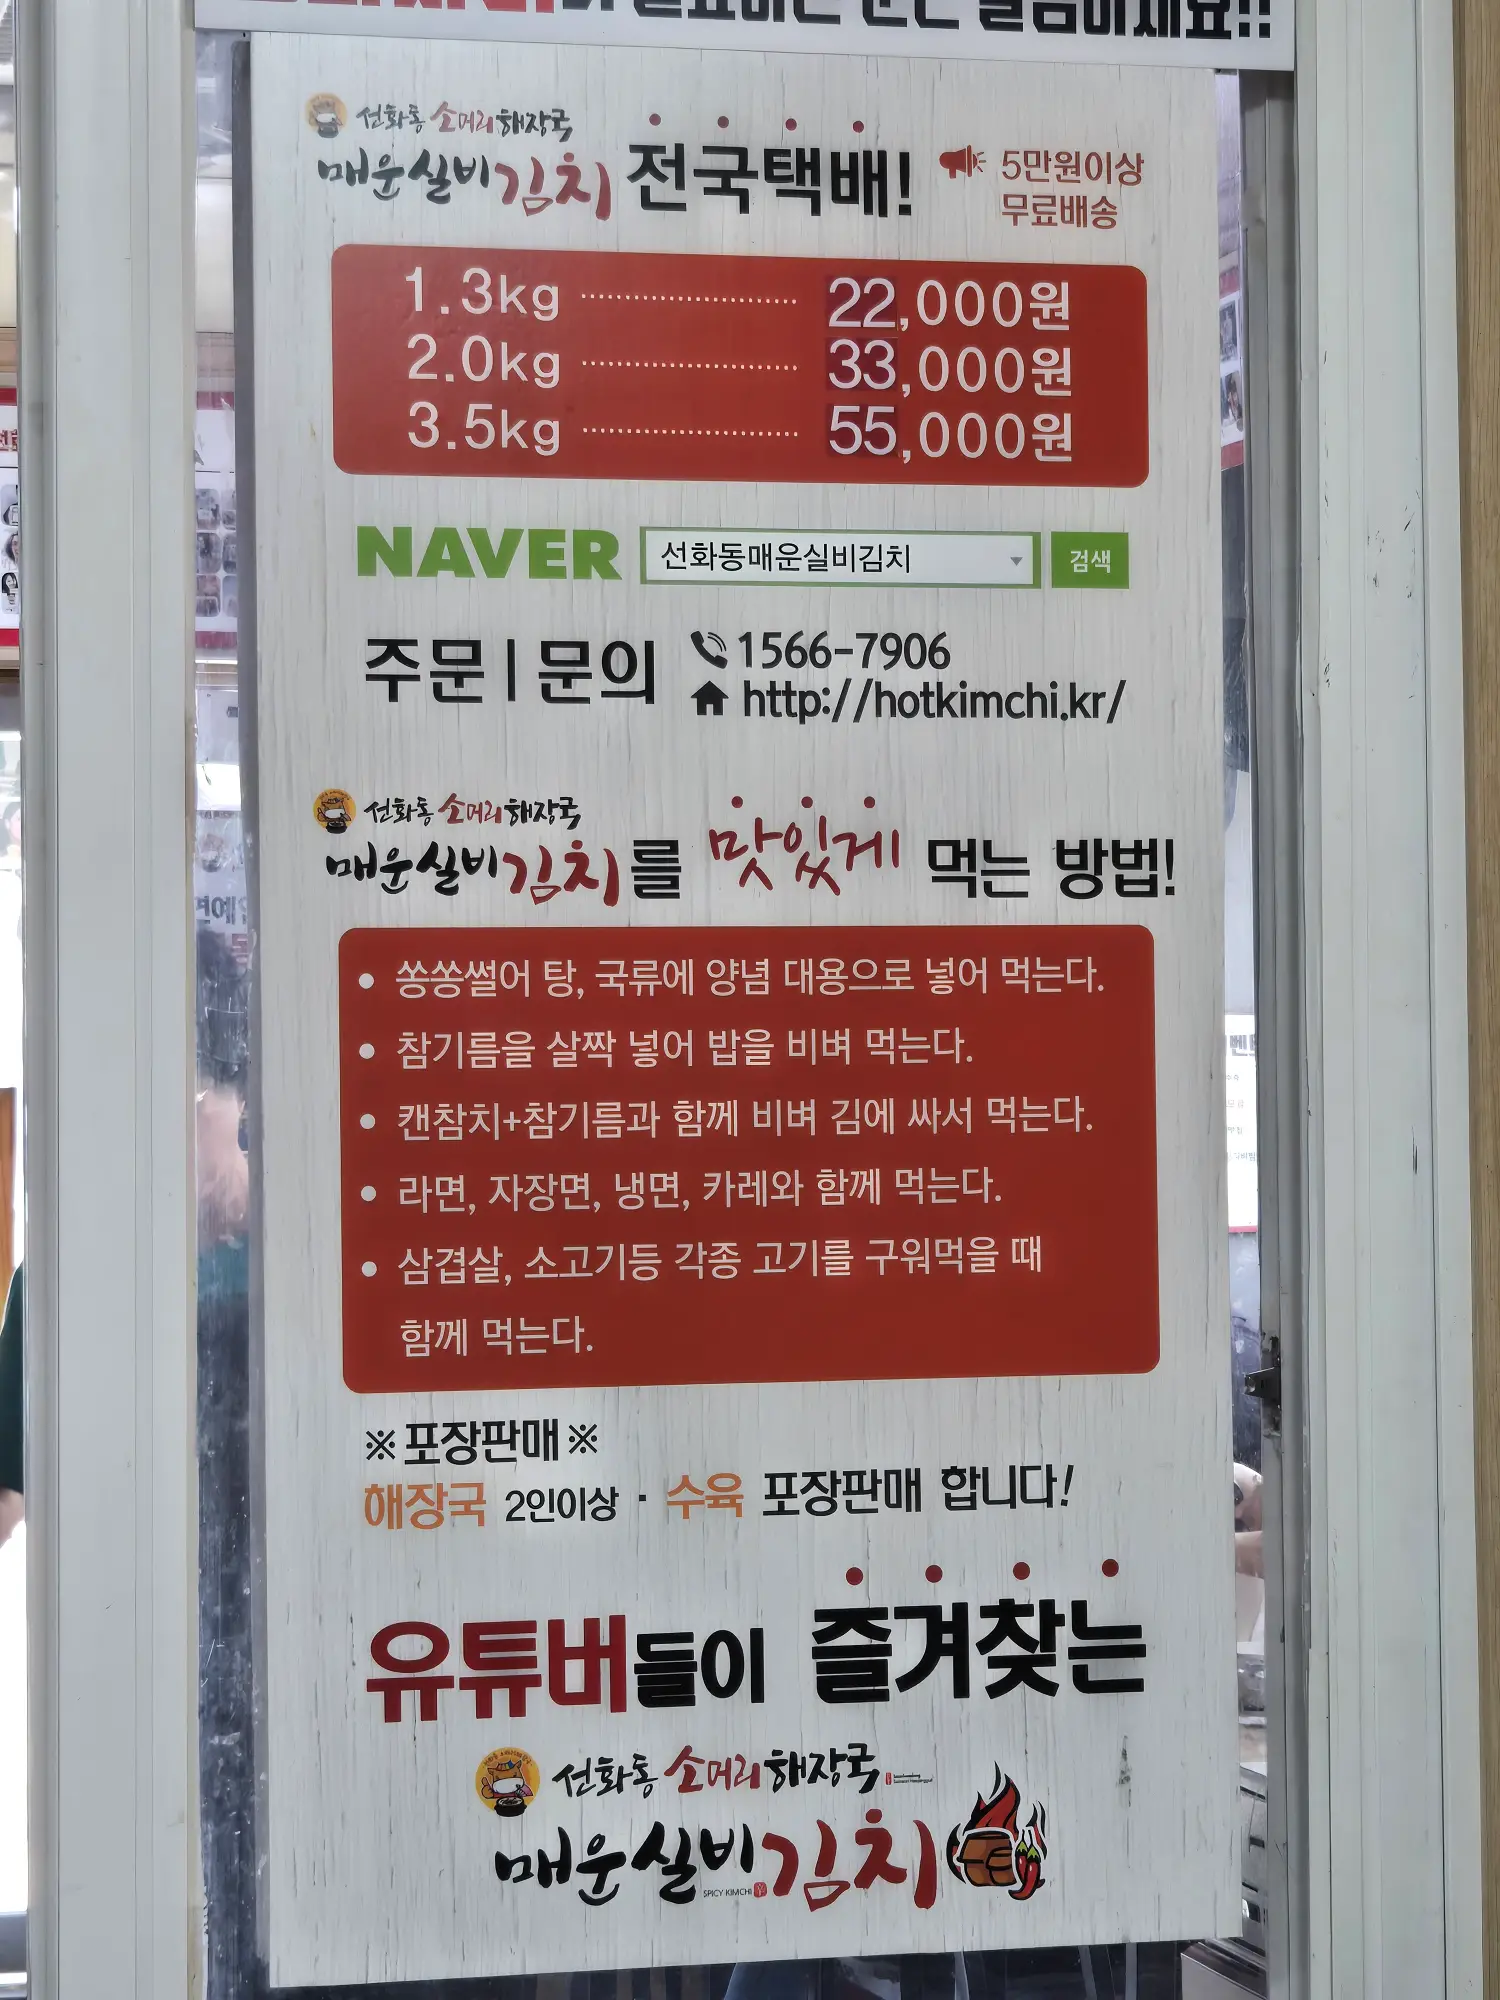 선화동 소머리해장국
매운실비김치 전국택배!
5만원이상
무료배송
1.3kg ........................ 22,000원
2.0kg ........................ 33,000원
3.5kg ........................ 55,000원
NAVER 선화동매운실비김치 검색
주문 | 문의 1566-7906
http://hotkimchi.kr/
선화동 소머리해장국
매운실비김치를 맛있게 먹는 방법!
• 쏭쏭썰어 탕, 국류에 양념 대용으로 넣어 먹는다.
• 참기름을 살짝 넣어 밥을 비벼 먹는다.
• 캔참치+참기름과 함께 비벼 김에 싸서 먹는다.
• 라면, 자장면, 냉면, 카레와 함께 먹는다.
• 삼겹살, 소고기등 각종 고기를 구워먹을 때
함께 먹는다.
※포장판매※
해장국 2인이상 · 수육 포장판매 합니다!
유튜버들이 즐겨찾는
선화동 소머리해장국
매운실비김치
SPICY KIMCHI